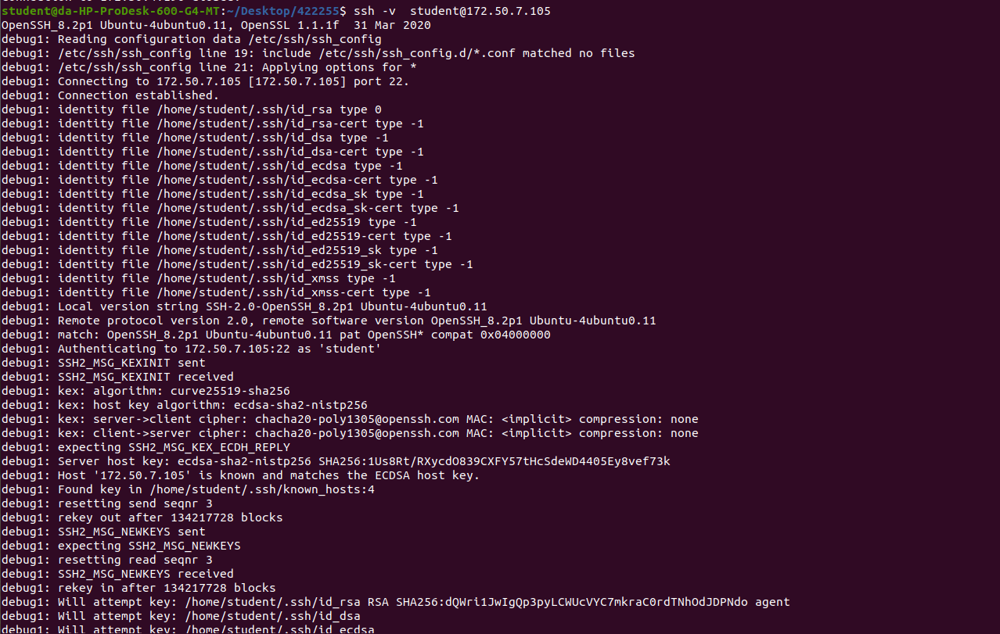 student@da-HP-ProDesk-600-G4-MT:~/Desktop/422255$ ssh -v  student@172.50.7.105
OpenSSH_8.2p1 Ubuntu-4ubuntu0.11, OpenSSL 1.1.1f  31 Mar 2020
debug1: Reading configuration data /etc/ssh/ssh_config
debug1: /etc/ssh/ssh_config line 19: include /etc/ssh/ssh_config.d/*.conf matched no files
debug1: /etc/ssh/ssh_config line 21: Applying options for *
debug1: Connecting to 172.50.7.105 [172.50.7.105] port 22.
debug1: Connection established.
debug1: identity file /home/student/.ssh/id_rsa type 0
debug1: identity file /home/student/.ssh/id_rsa-cert type -1
debug1: identity file /home/student/.ssh/id_dsa type -1
debug1: identity file /home/student/.ssh/id_dsa-cert type -1
debug1: identity file /home/student/.ssh/id_ecdsa type -1
debug1: identity file /home/student/.ssh/id_ecdsa-cert type -1
debug1: identity file /home/student/.ssh/id_ecdsa_sk type -1
debug1: identity file /home/student/.ssh/id_ecdsa_sk-cert type -1
debug1: identity file /home/student/.ssh/id_ed25519 type -1
debug1: identity file /home/student/.ssh/id_ed25519-cert type -1
debug1: identity file /home/student/.ssh/id_ed25519_sk type -1
debug1: identity file /home/student/.ssh/id_ed25519_sk-cert type -1
debug1: identity file /home/student/.ssh/id_xmss type -1
debug1: identity file /home/student/.ssh/id_xmss-cert type -1
debug1: Local version string SSH-2.0-OpenSSH_8.2p1 Ubuntu-4ubuntu0.11
debug1: Remote protocol version 2.0, remote software version OpenSSH_8.2p1 Ubuntu-4ubuntu0.11
debug1: match: OpenSSH_8.2p1 Ubuntu-4ubuntu0.11 pat OpenSSH* compat 0x04000000
debug1: Authenticating to 172.50.7.105:22 as 'student'
debug1: SSH2_MSG_KEXINIT sent
debug1: SSH2_MSG_KEXINIT received
debug1: kex: algorithm: curve25519-sha256
debug1: kex: host key algorithm: ecdsa-sha2-nistp256
debug1: kex: server->client cipher: chacha20-poly1305@openssh.com MAC: <implicit> compression: none
debug1: kex: client->server cipher: chacha20-poly1305@openssh.com MAC: <implicit> compression: none
debug1: expecting SSH2_MSG_KEX_ECDH_REPLY
debug1: Server host key: ecdsa-sha2-nistp256 SHA256:1Us8Rt/RXycdO839CXFY57tHcSdeWD4405Ey8vef73k
debug1: Host '172.50.7.105' is known and matches the ECDSA host key.
debug1: Found key in /home/student/.ssh/known_hosts:4
debug1: resetting send seqnr 3
debug1: rekey out after 134217728 blocks
debug1: SSH2_MSG_NEWKEYS sent
debug1: expecting SSH2_MSG_NEWKEYS
debug1: resetting read seqnr 3
debug1: SSH2_MSG_NEWKEYS received
debug1: rekey in after 134217728 blocks
debug1: Will attempt key: /home/student/.ssh/id_rsa RSA SHA256:dQWri1JwIgQp3pyLCWUcVYC7mkraC0rdTNhOdJDPNdo agent
debug1: Will attempt key: /home/student/.ssh/id_dsa
debug1: Will attempt key: /home/student/.ssh/id_ecdsa